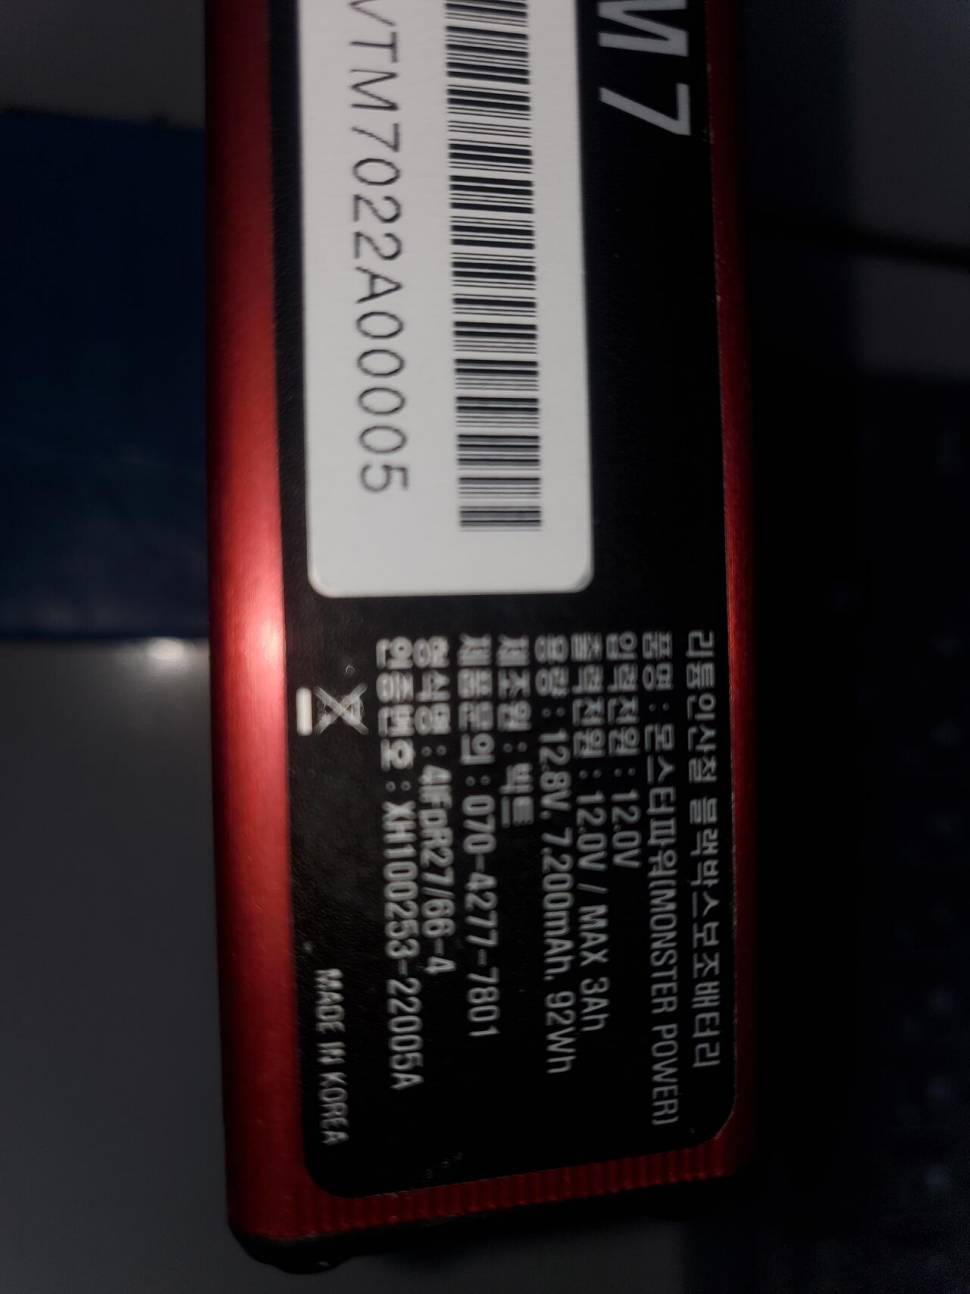 M7
VTM7022A00005
리튬인산철 블랙박스보조배터리
품명 : 몬스터파워(MONSTER POWER)
입력전원 : 12.0V
출력전원 : 12.0V / MAX 3Ah
용량 : 12.8V, 7,200mAh, 92Wh
제조원 : 빅트
제품문의 : 070-4277-7801
형식명 : 4IFpR27/66-4
인증번호 : XH100253-22005A
MADE IN KOREA